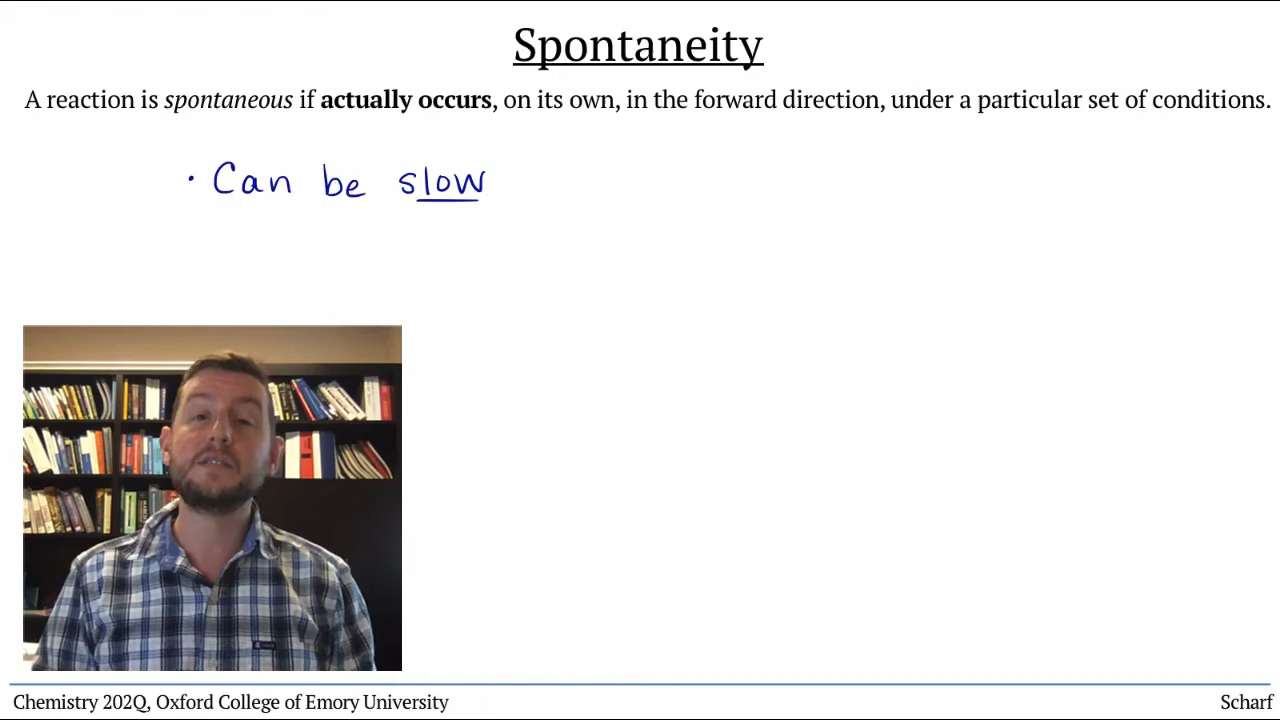 Spontaneity
A reaction is spontaneous if actually occurs, on its own, in the forward direction, under a particular set of conditions.
· Can be slow
Chemistry 202Q, Oxford College of Emory University
Scharf